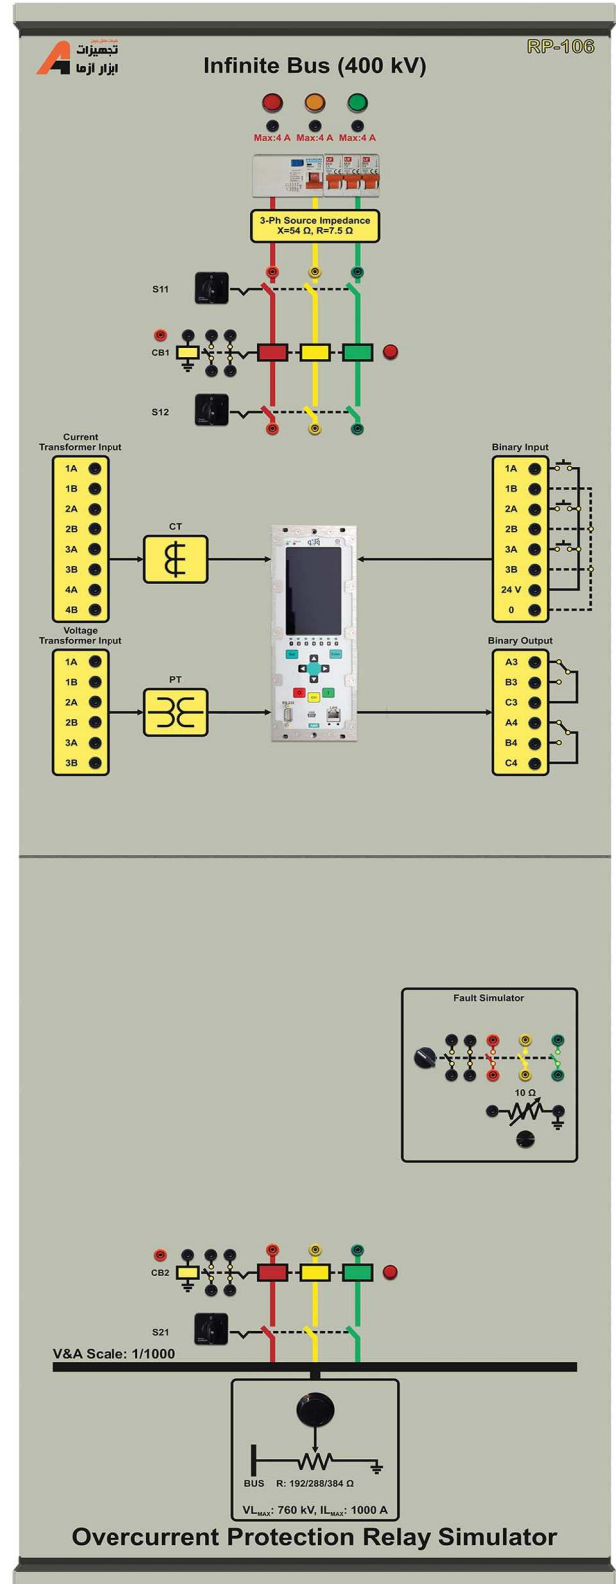 تجهیزات
ابزار آزما
RP-106
Infinite Bus (400 kV)
Max:4 A Max:4 A Max:4 A
3-Ph Source Impedance
X=54 Ω, R=7.5 Ω
S11
CB1
S12
Current
Transformer Input
1A
1B
2A
2B
3A
3B
4A
4B
CT
Binary Input
1A
1B
2A
2B
3A
3B
24 V
0
Voltage
Transformer Input
1A
1B
2A
2B
3A
3B
PT
Binary Output
A3
B3
C3
A4
B4
C4
Fault Simulator
10 Ω
CB2
S21
V&A Scale: 1/1000
BUS R: 192/288/384 Ω
VLMAX: 760 kV, ILMAX: 1000 A
Overcurrent Protection Relay Simulator